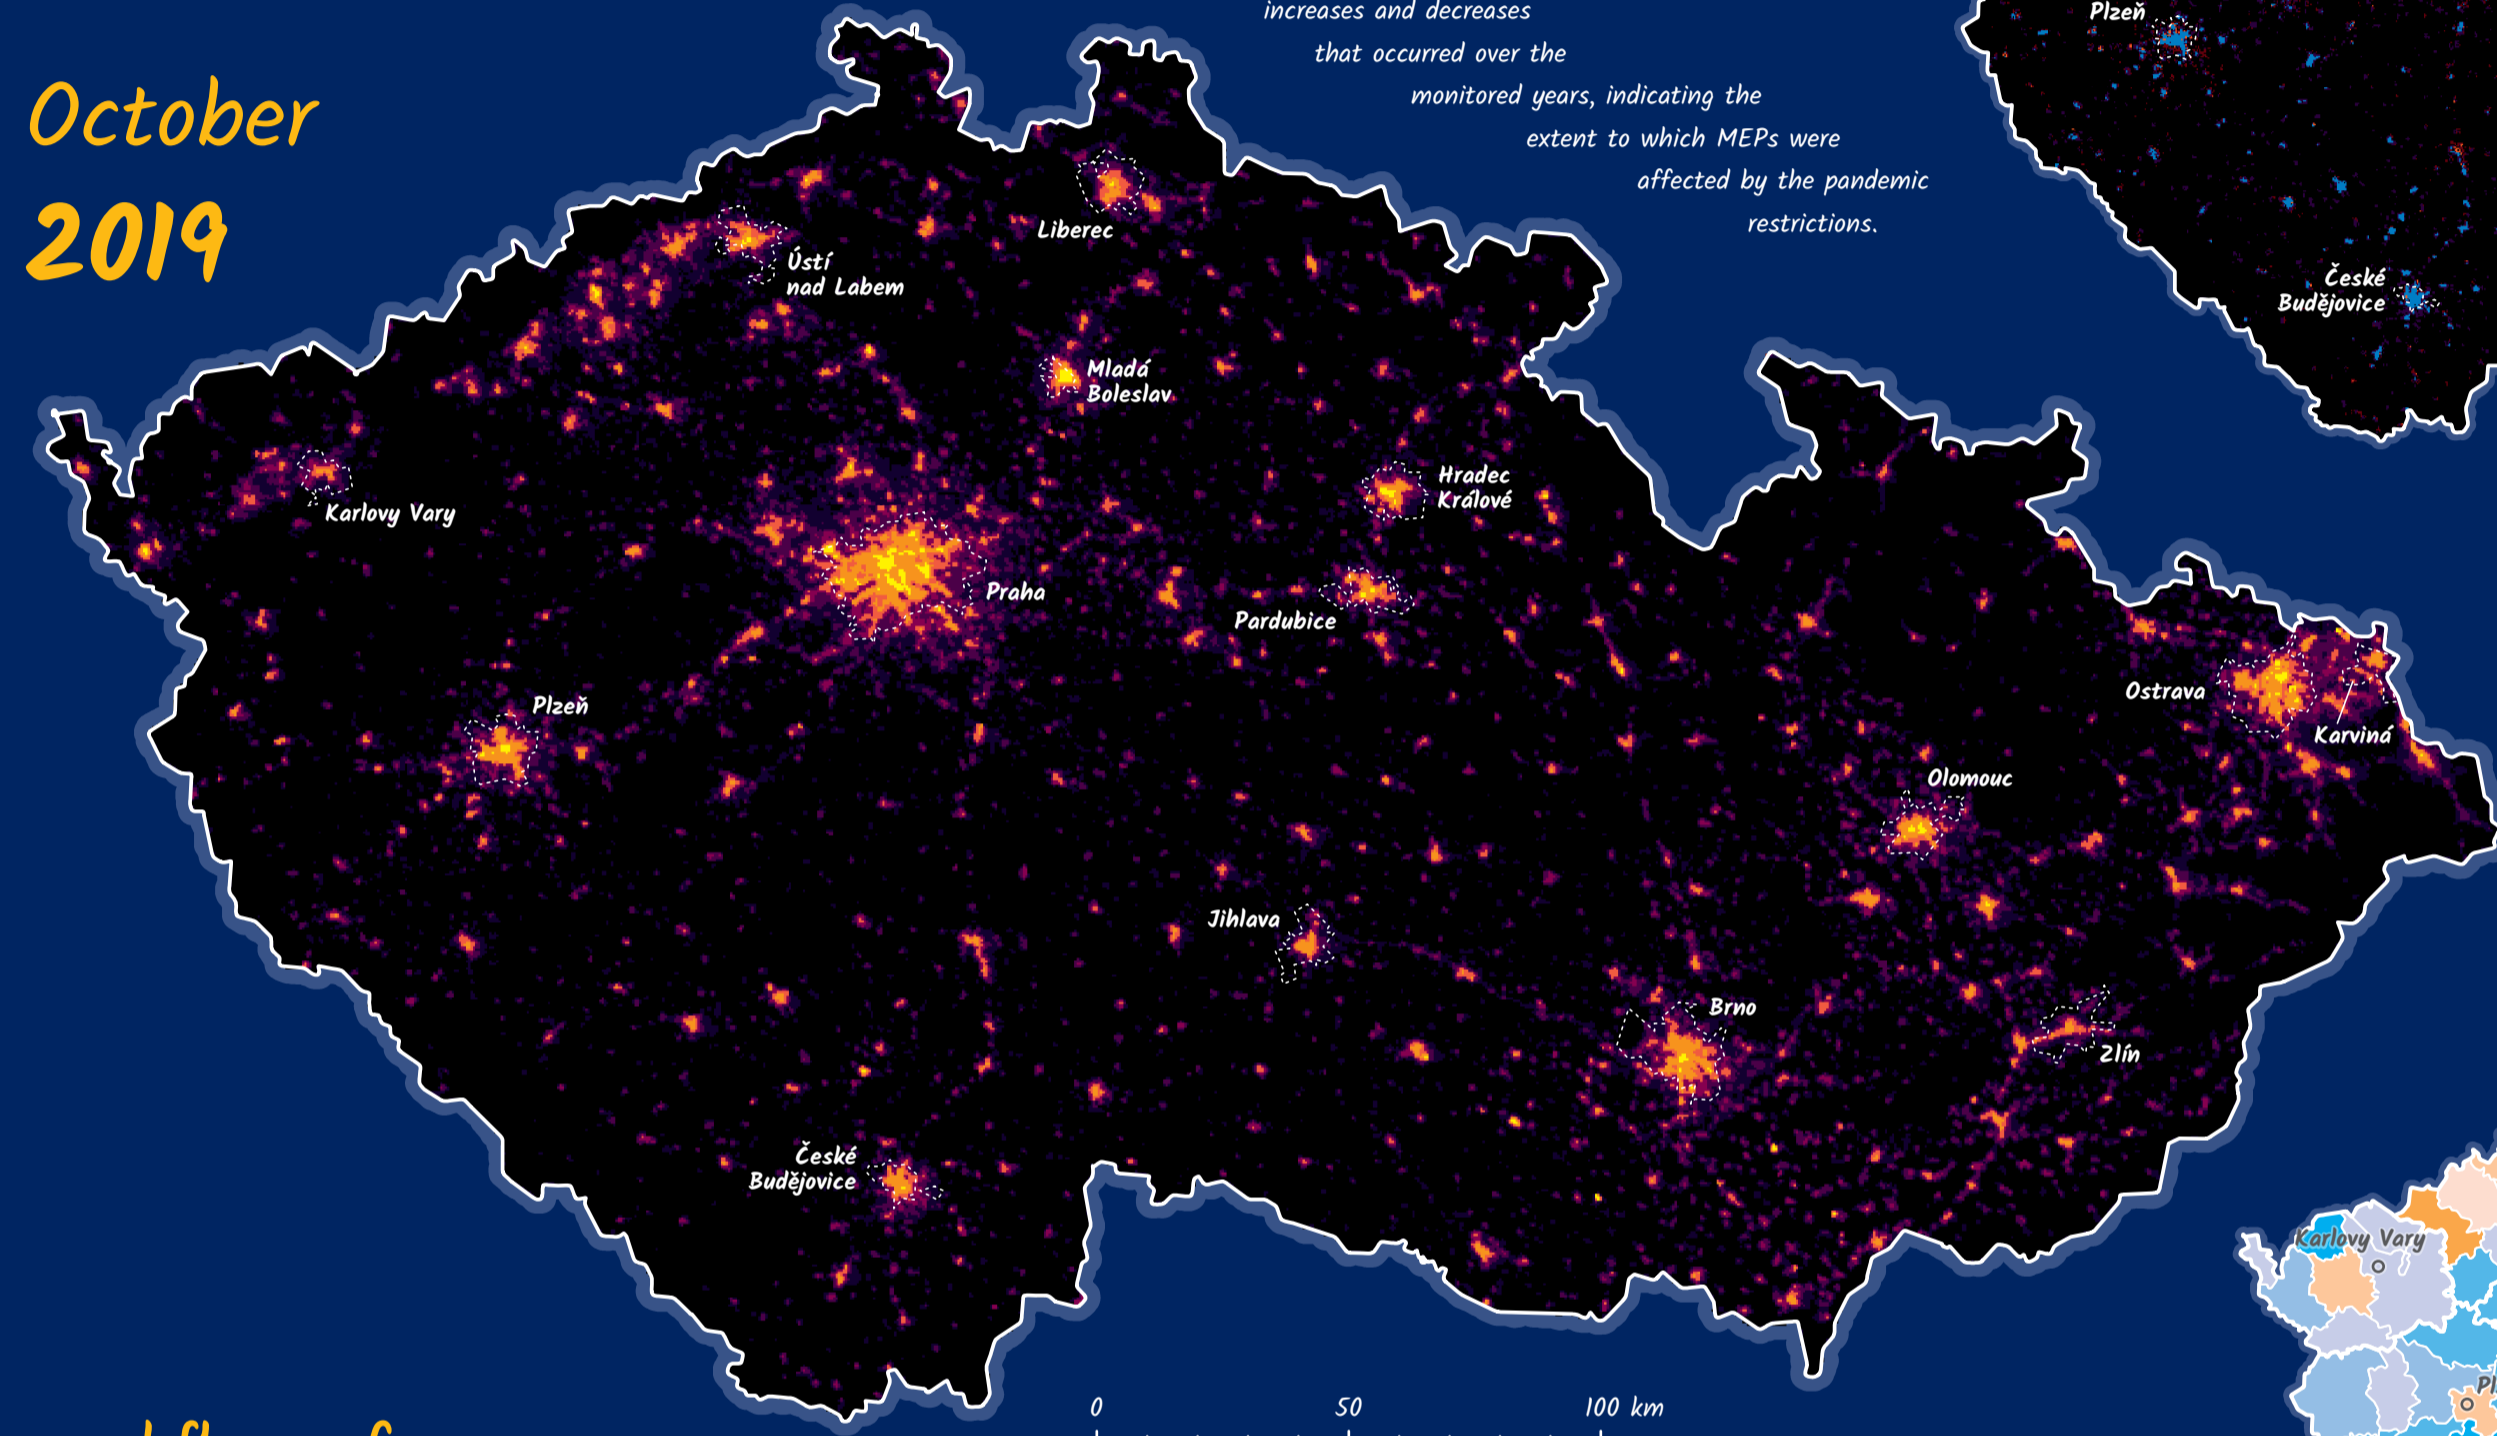 October
2019
increases and decreases
that occurred over the
monitored years, indicating the
extent to which MEPs were
affected by the pandemic
restrictions.
Plzeň
České
Budějovice
Liberec
Ústí
nad Labem
Mladá
Boleslav
Karlovy Vary
Hradec
Králové
Praha
Pardubice
Plzeň
Ostrava
Karviná
Olomouc
Jihlava
Brno
Zlín
České
Budějovice
Karlovy Vary
0 50 100 km